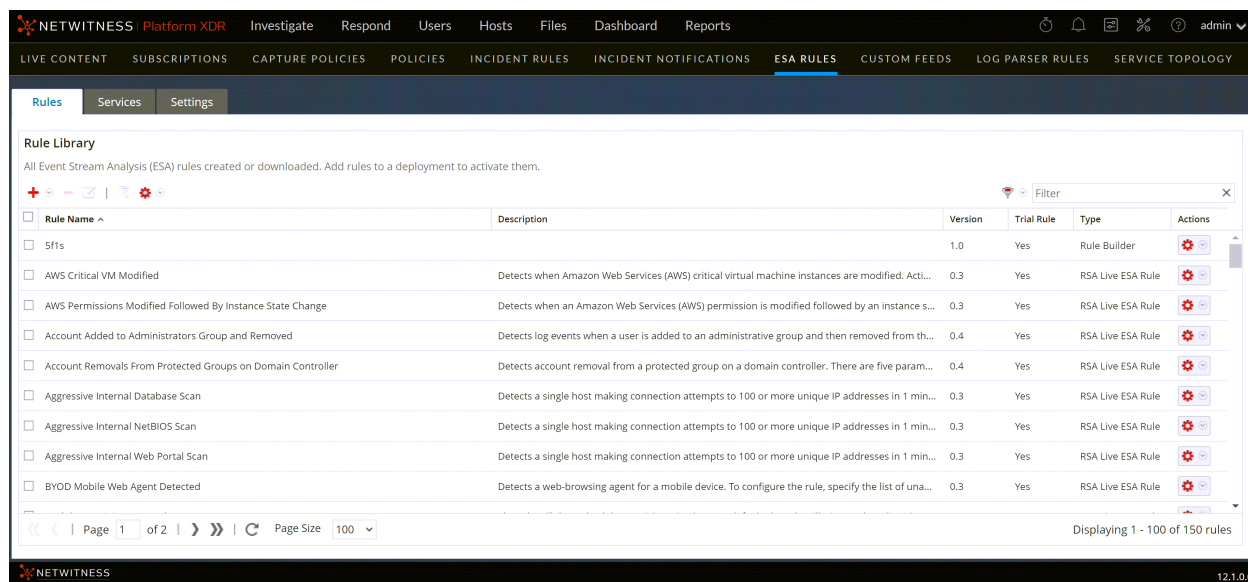 NETWITNESS Platform XDR Investigate Respond Users Hosts Files Dashboard Reports admin
LIVE CONTENT SUBSCRIPTIONS CAPTURE POLICIES POLICIES INCIDENT RULES INCIDENT NOTIFICATIONS ESA RULES CUSTOM FEEDS LOG PARSER RULES SERVICE TOPOLOGY
Rules Services Settings
Rule Library
All Event Stream Analysis (ESA) rules created or downloaded. Add rules to a deployment to activate them.
Filter
Rule Name Description Version Trial Rule Type Actions
5f1s 1.0 Yes Rule Builder
AWS Critical VM Modified Detects when Amazon Web Services (AWS) critical virtual machine instances are modified. Acti... 0.3 Yes RSA Live ESA Rule
AWS Permissions Modified Followed By Instance State Change Detects when an Amazon Web Services (AWS) permission is modified followed by an instance s... 0.3 Yes RSA Live ESA Rule
Account Added to Administrators Group and Removed Detects log events when a user is added to an administrative group and then removed from th... 0.4 Yes RSA Live ESA Rule
Account Removals From Protected Groups on Domain Controller Detects account removal from a protected group on a domain controller. There are five param... 0.4 Yes RSA Live ESA Rule
Aggressive Internal Database Scan Detects a single host making connection attempts to 100 or more unique IP addresses in 1 min... 0.3 Yes RSA Live ESA Rule
Aggressive Internal NetBIOS Scan Detects a single host making connection attempts to 100 or more unique IP addresses in 1 min... 0.3 Yes RSA Live ESA Rule
Aggressive Internal Web Portal Scan Detects a single host making connection attempts to 100 or more unique IP addresses in 1 min... 0.3 Yes RSA Live ESA Rule
BYOD Mobile Web Agent Detected Detects a web-browsing agent for a mobile device. To configure the rule, specify the list of una... 0.3 Yes RSA Live ESA Rule
Page 1 of 2 Page Size 100 Displaying 1 - 100 of 150 rules
NETWITNESS 12.1.0.